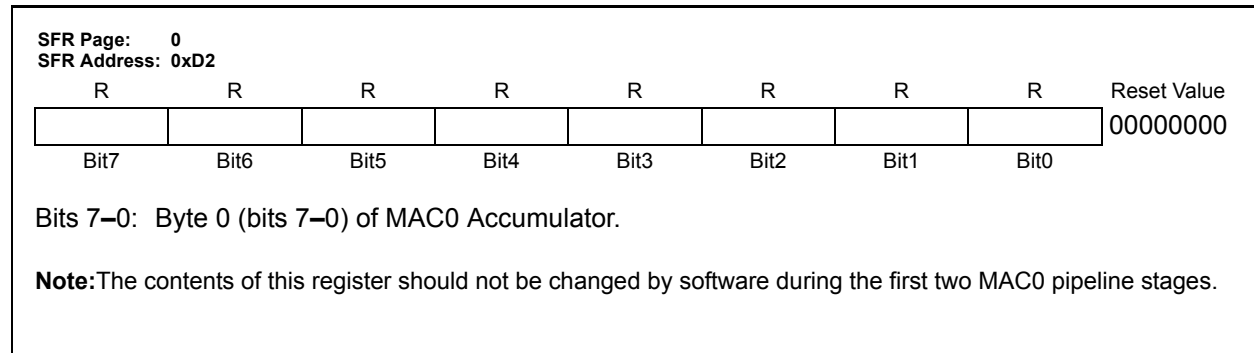 SFR Page: 0
SFR Address: 0xD2
R R R R R R R R Reset Value
00000000
Bit7 Bit6 Bit5 Bit4 Bit3 Bit2 Bit1 Bit0
Bits 7–0: Byte 0 (bits 7–0) of MAC0 Accumulator.
Note:The contents of this register should not be changed by software during the first two MAC0 pipeline stages.